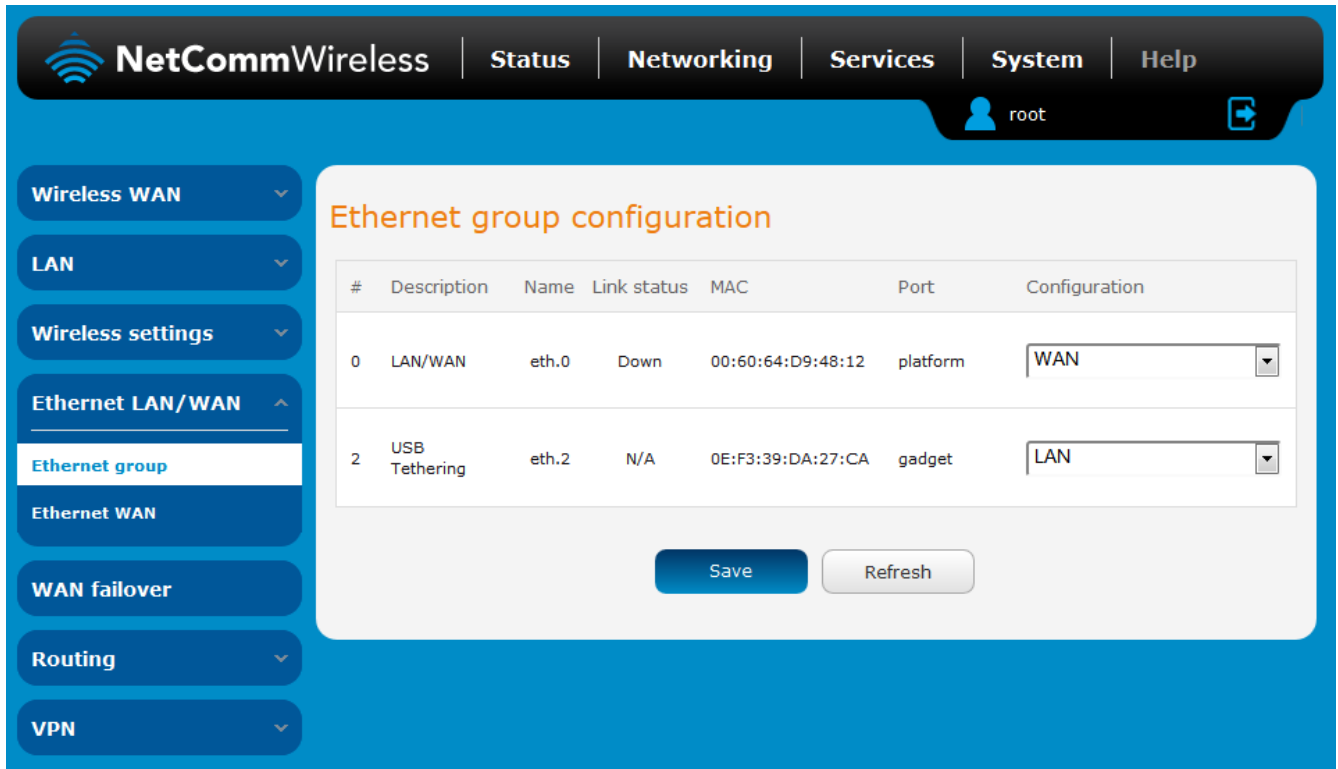 NetCommWireless Status Networking Services System Help
root
Wireless WAN
LAN
Wireless settings
Ethernet LAN/WAN
Ethernet group
Ethernet WAN
WAN failover
Routing
VPN
Ethernet group configuration
# Description Name Link status MAC Port Configuration
0 LAN/WAN eth.0 Down 00:60:64:D9:48:12 platform WAN
2 USB Tethering eth.2 N/A 0E:F3:39:DA:27:CA gadget LAN
Save Refresh